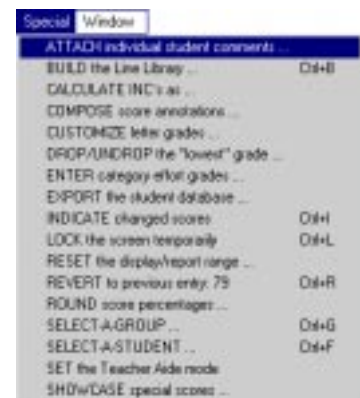 Special Window
ATTACH individual student comments ...
BUILD the Line Library ... Ctrl+B
CALCULATE INC's as ...
COMPOSE score annotations ...
CUSTOMIZE letter grades ...
DROP/UNDROP the "lowest" grade ...
ENTER category effort grades ...
EXPORT the student database ...
INDICATE changed scores Ctrl+I
LOCK the screen temporarily Ctrl+L
RESET the display/report range ...
REVERT to previous entry: 79 Ctrl+R
ROUND score percentages ...
SELECT-A-GROUP ... Ctrl+G
SELECT-A-STUDENT ... Ctrl+F
SET the Teacher Aide mode
SHOWCASE special scores ...